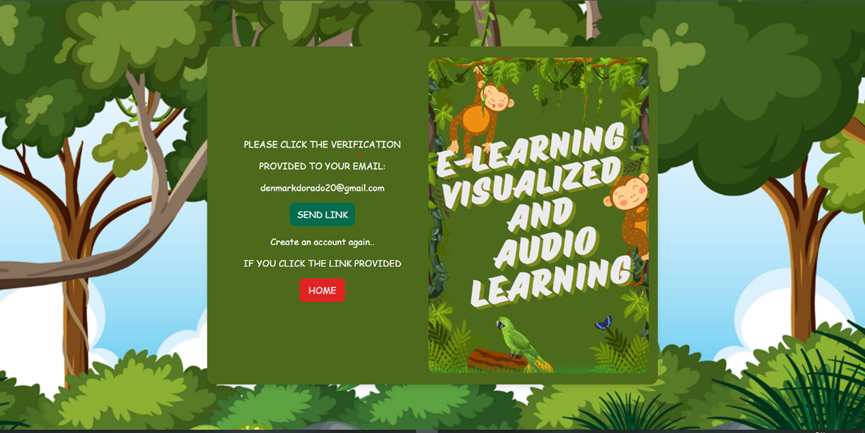 PLEASE CLICK THE VERIFICATION
PROVIDED TO YOUR EMAIL:
denmarkdorado20@gmail.com
SEND LINK
Create an account again..
IF YOU CLICK THE LINK PROVIDED
HOME
E-LEARNING
VISUALIZED
AND
AUDIO
LEARNING